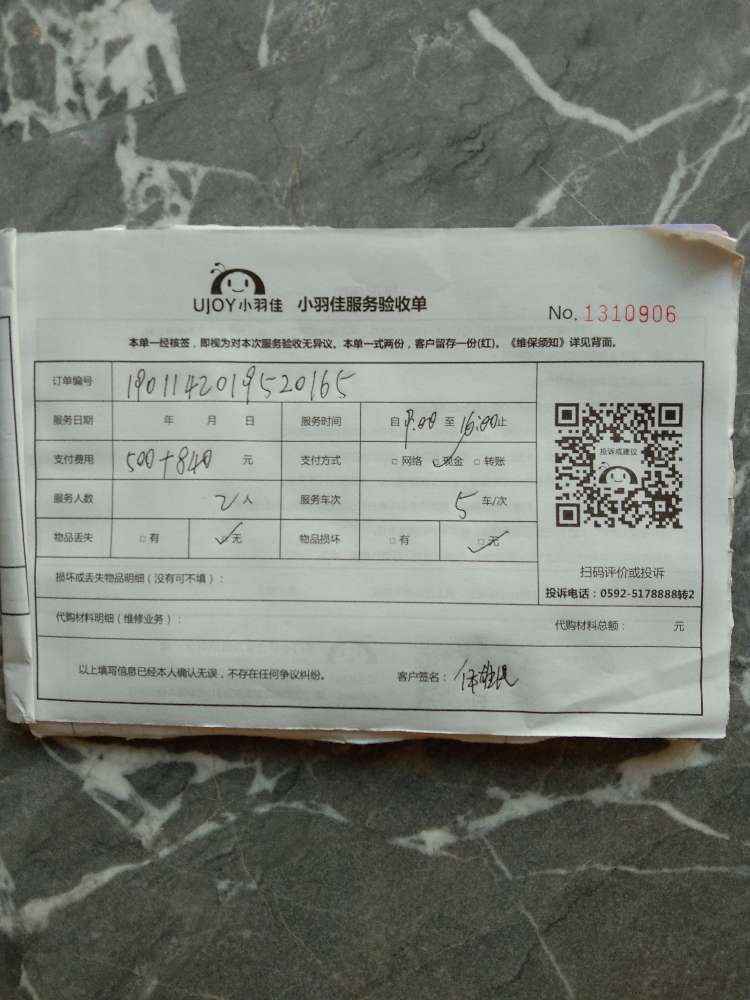 UJOY小羽佳 小羽佳服务验收单
No. 1310906
本单一经核签，即视为对本次服务验收无异议。本单一式两份，客户留存一份(红)。《维保须知》详见背面。
订单编号 1901142019520165
服务日期 年 月 日 服务时间 自 9:00 至 16:00 止
支付费用 500+840 元 支付方式 □网络 □现金 □转账
服务人数 2人 服务车次 5 车/次
物品丢失 □有 □无 物品损坏 □有 □无
投诉或建议
扫码评价或投诉
投诉电话：0592-5178888转2
损坏或丢失物品明细（没有可不填）：
代购材料明细（维修业务）： 代购材料总额： 元
以上填写信息已经本人确认无误，不存在任何争议纠纷。 客户签名：